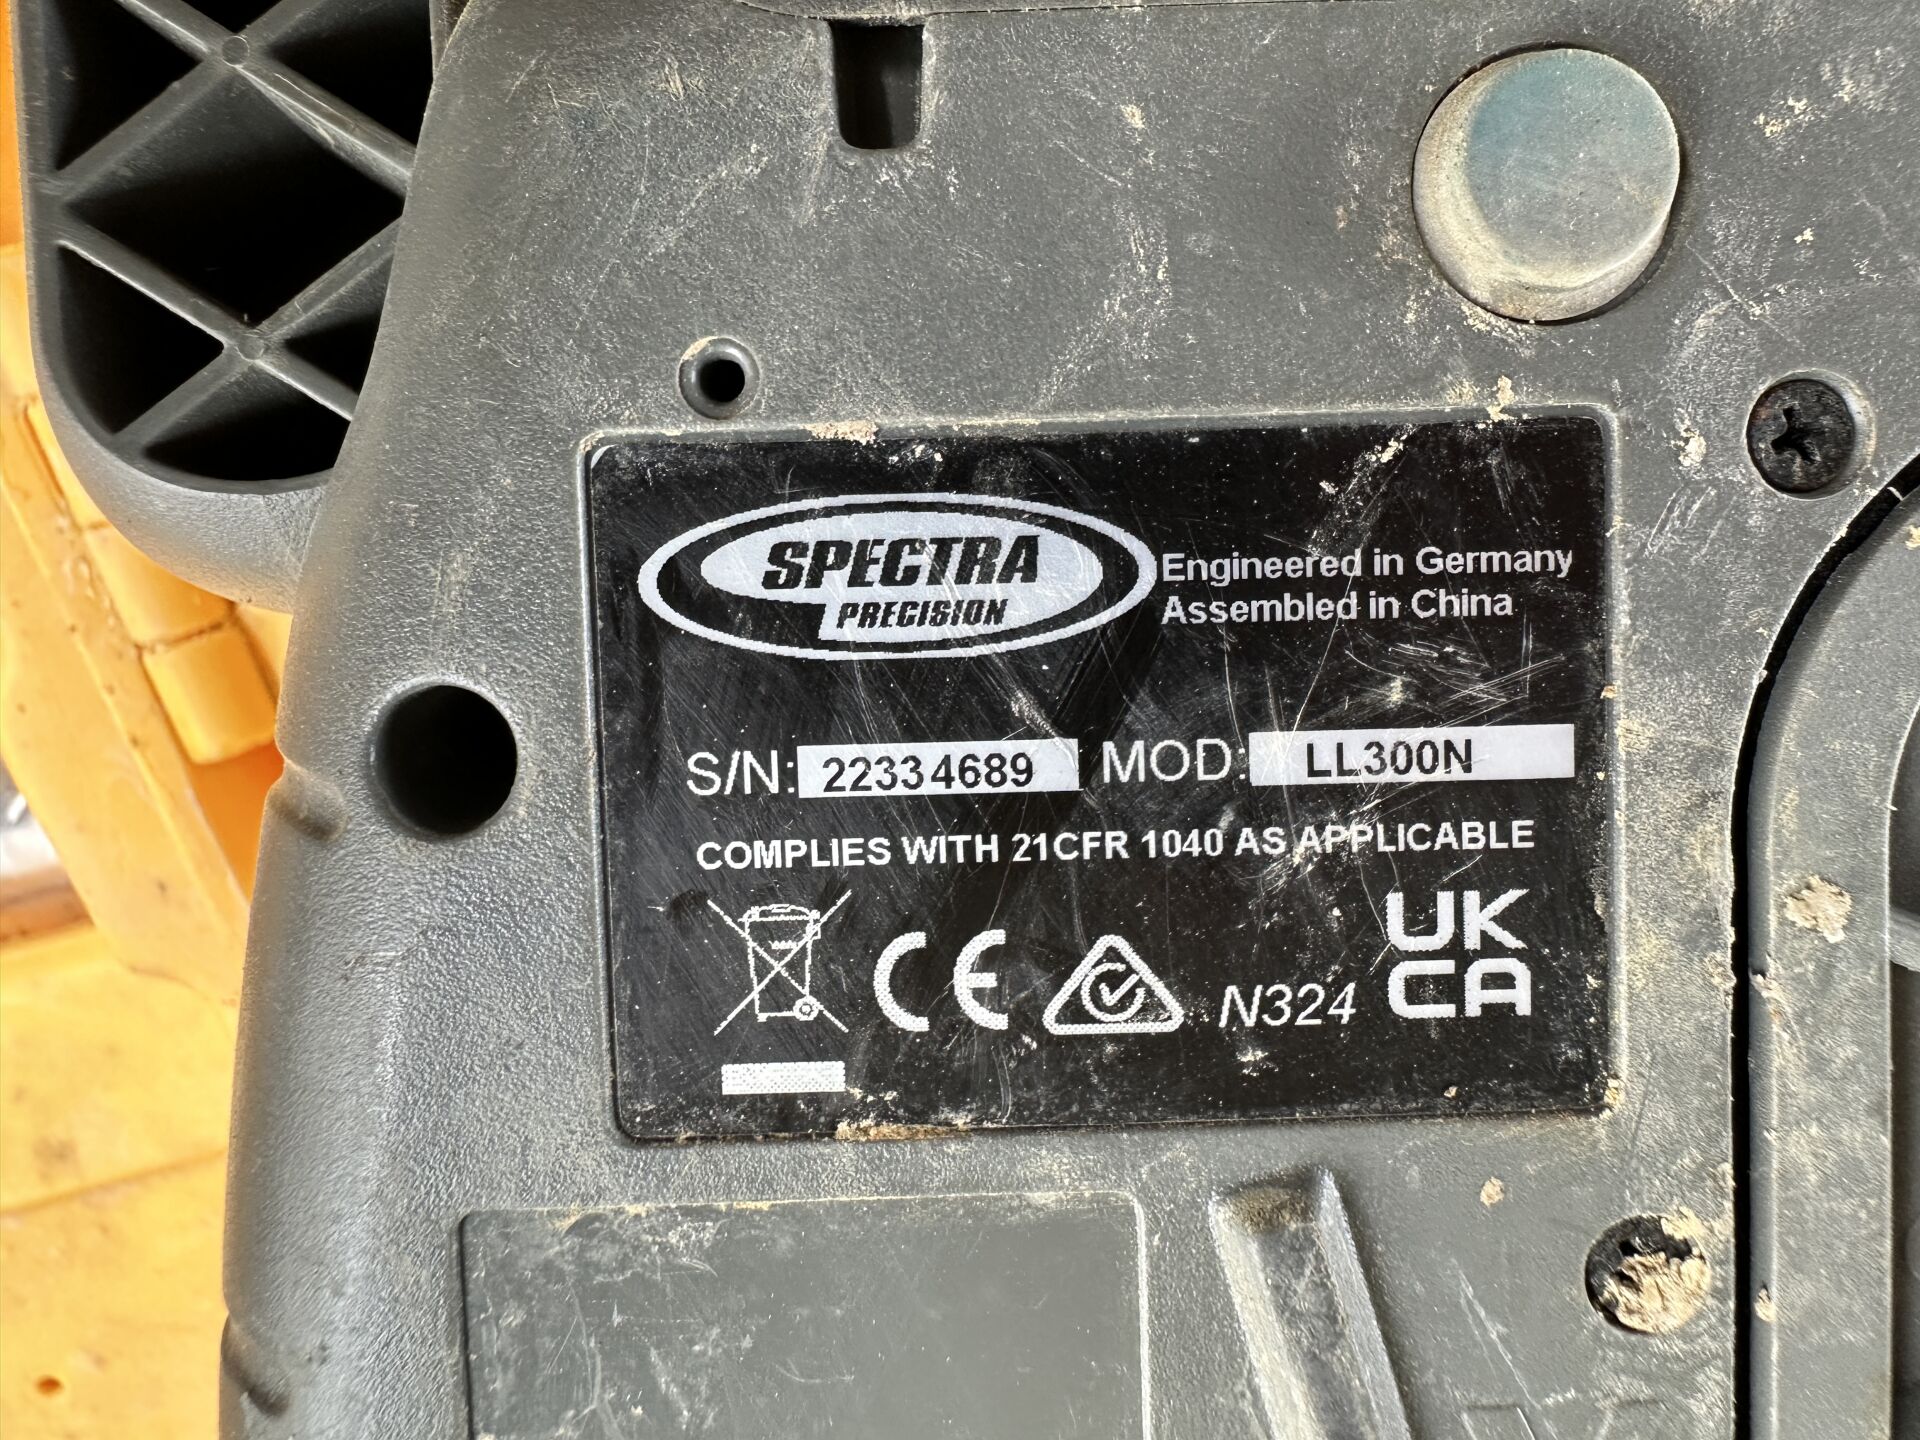 SPECTRA
PRECISION
Engineered in Germany
Assembled in China
S/N: 22334689 MOD: LL300N
COMPLIES WITH 21CFR 1040 AS APPLICABLE
CE N324 UK
CA